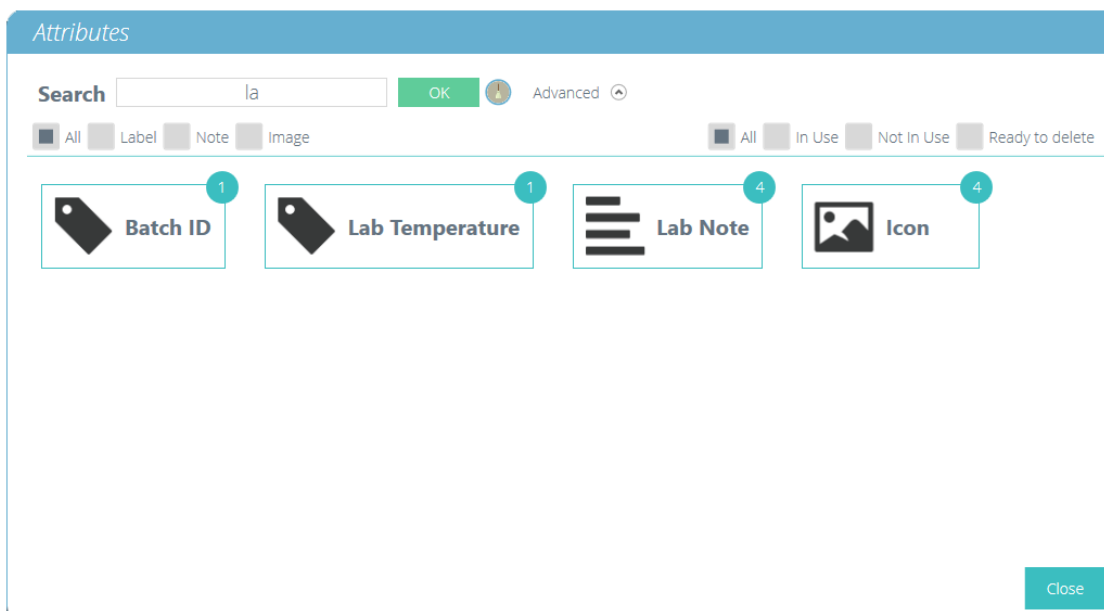 Attributes
Search la OK Advanced
All Label Note Image All In Use Not In Use Ready to delete
1 1 4 4
Batch ID Lab Temperature Lab Note Icon
Close